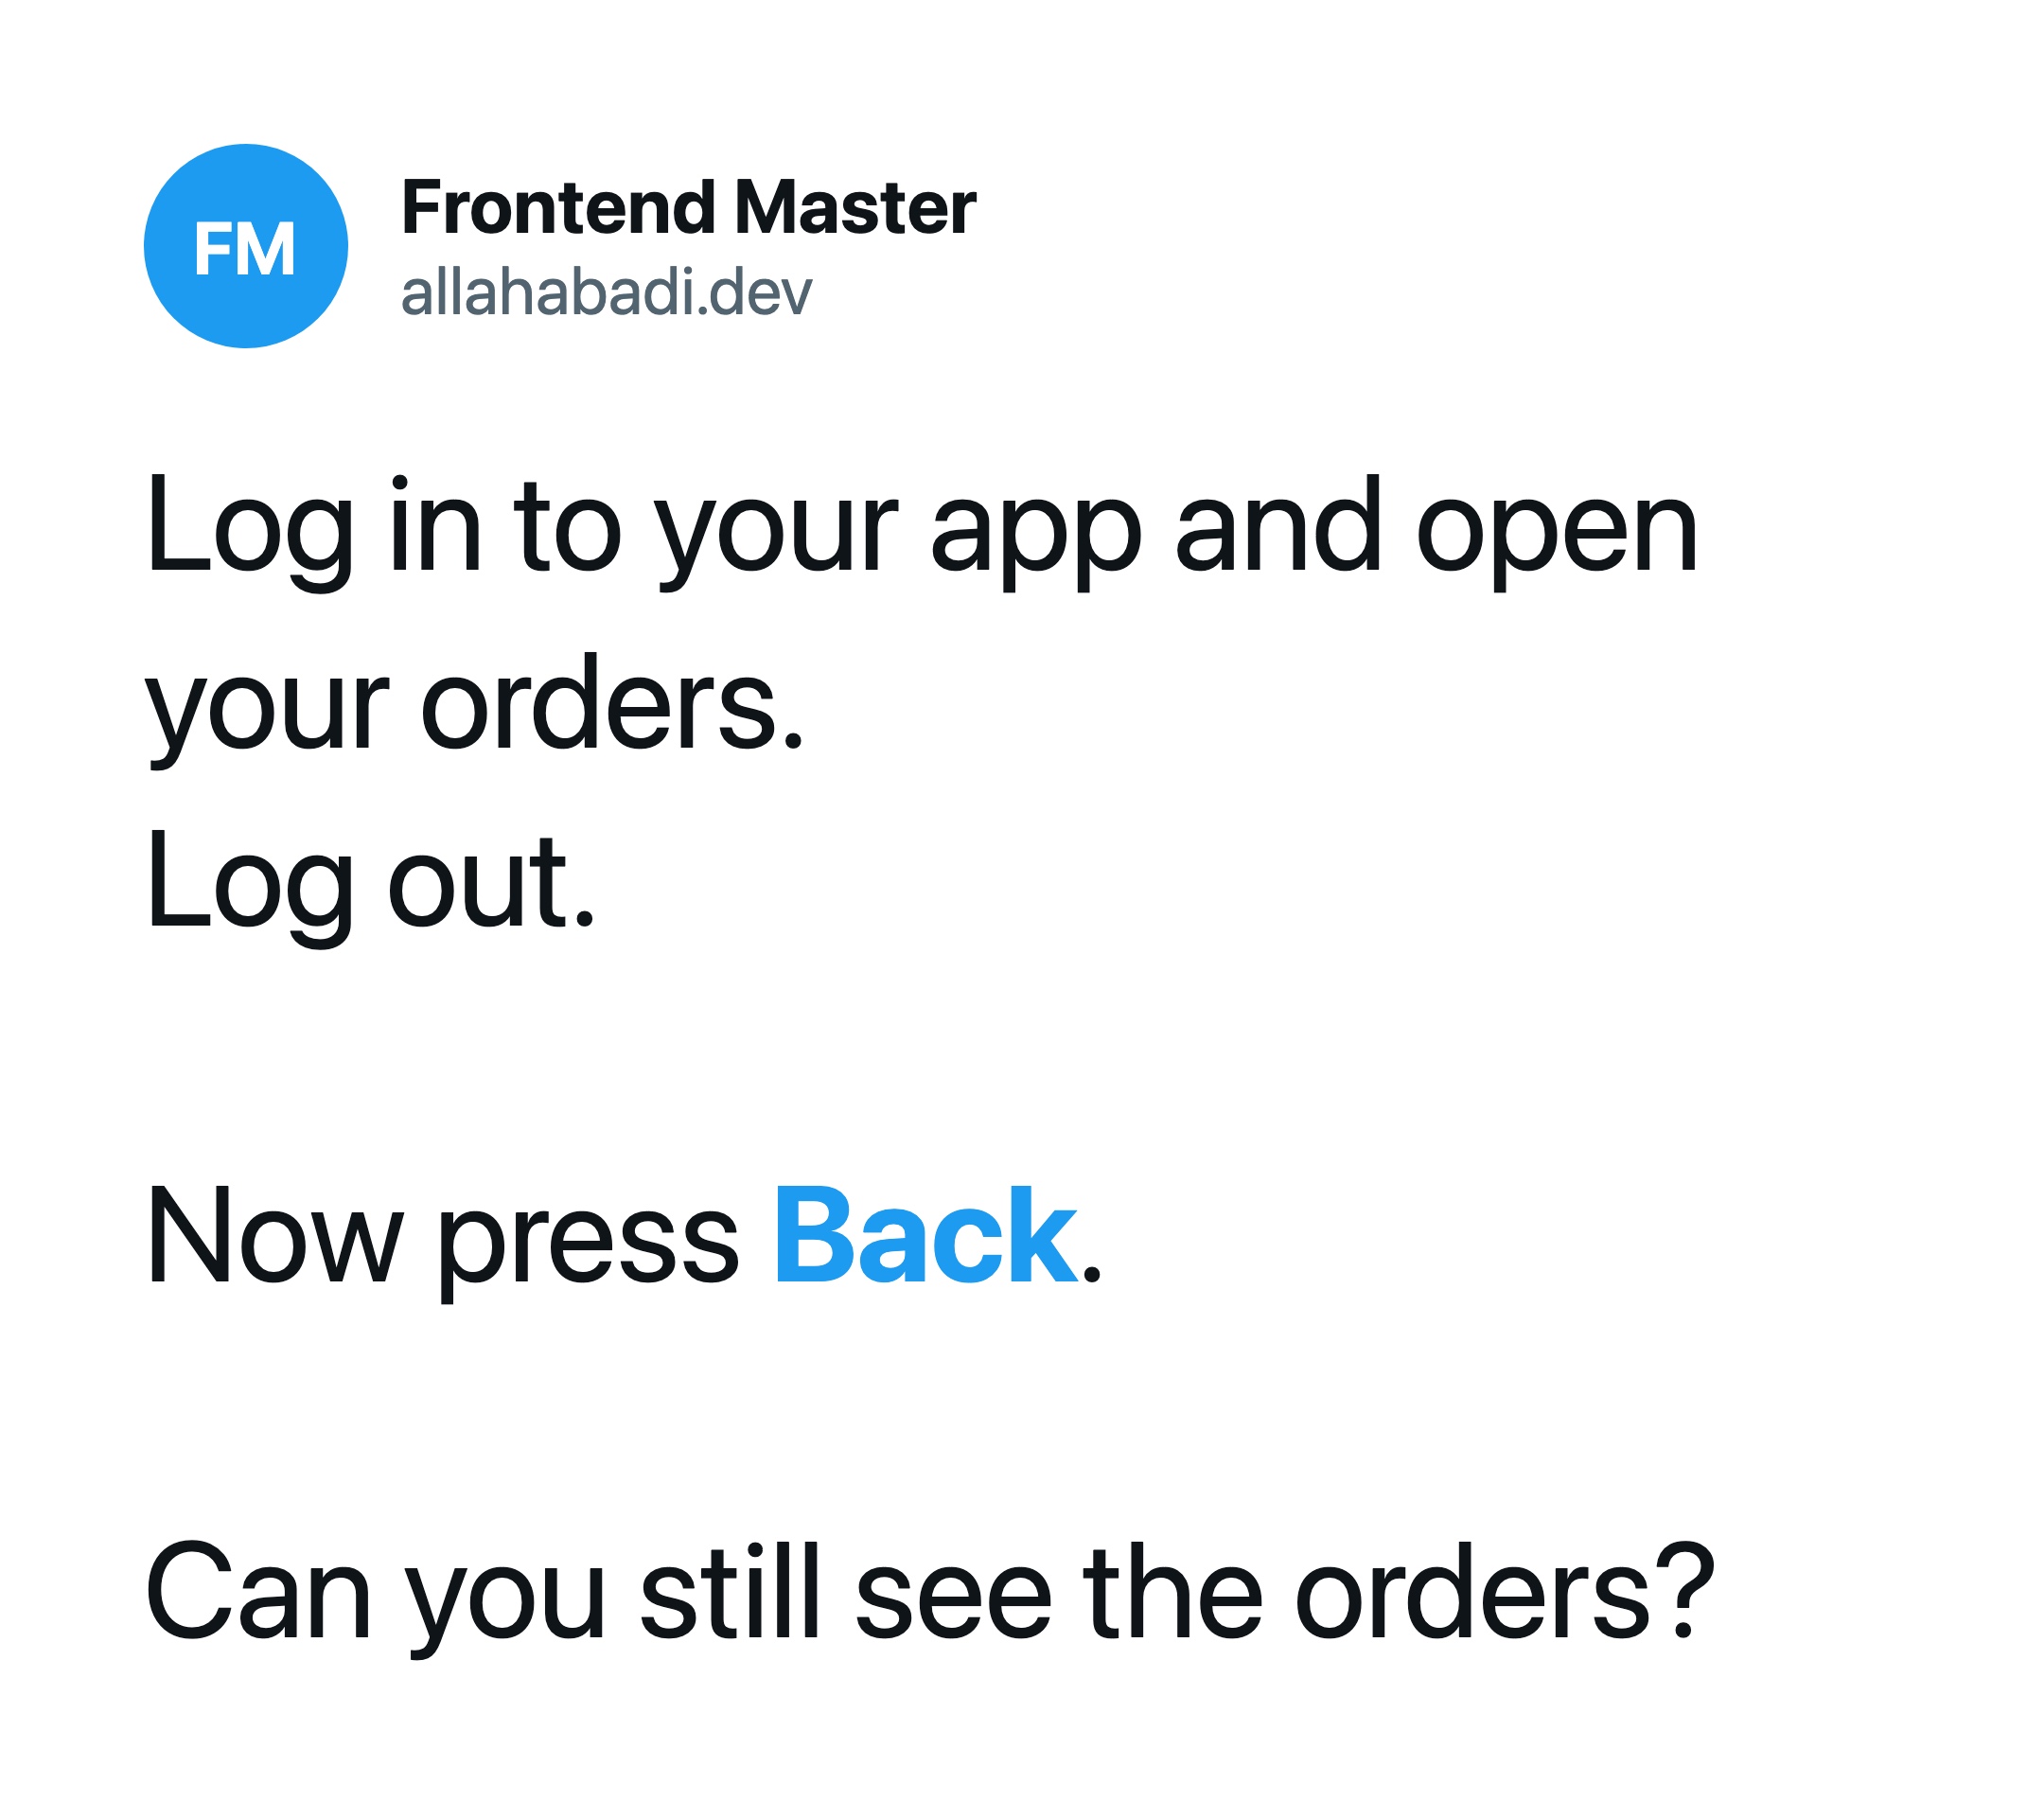 FM
Frontend Master
allahabadi.dev
Log in to your app and open
your orders.
Log out.
Now press Back.
Can you still see the orders?